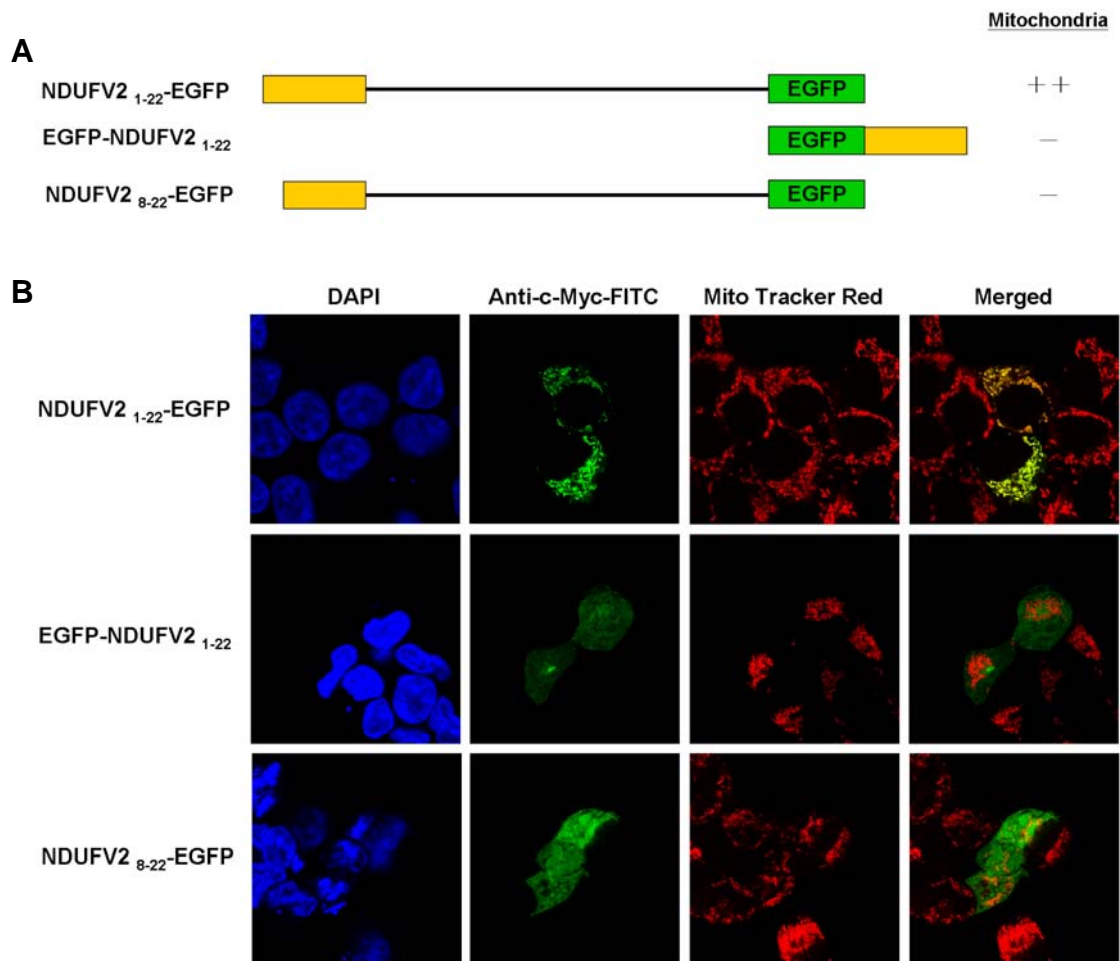 Mitochondria
A
NDUFV2 1-22-EGFP EGFP ++
EGFP-NDUFV2 1-22 EGFP —
NDUFV2 8-22-EGFP EGFP —
B
DAPI Anti-c-Myc-FITC Mito Tracker Red Merged
NDUFV2 1-22-EGFP
EGFP-NDUFV2 1-22
NDUFV2 8-22-EGFP